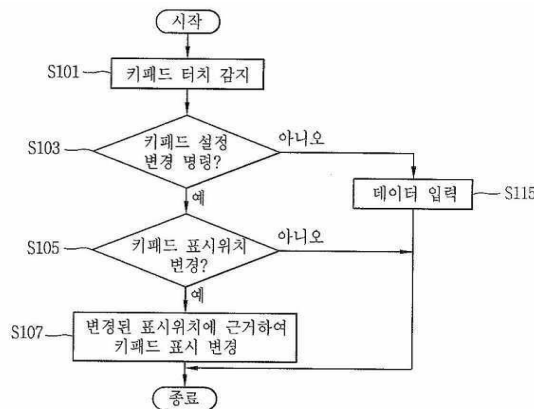 시작
S101
키패드 터치 감지
S103
키패드 설정
변경 명령?
아니오
예
데이터 입력
S115
S105
키패드 표시위치
변경?
아니오
예
S107
변경된 표시위치에 근거하여
키패드 표시 변경
종료